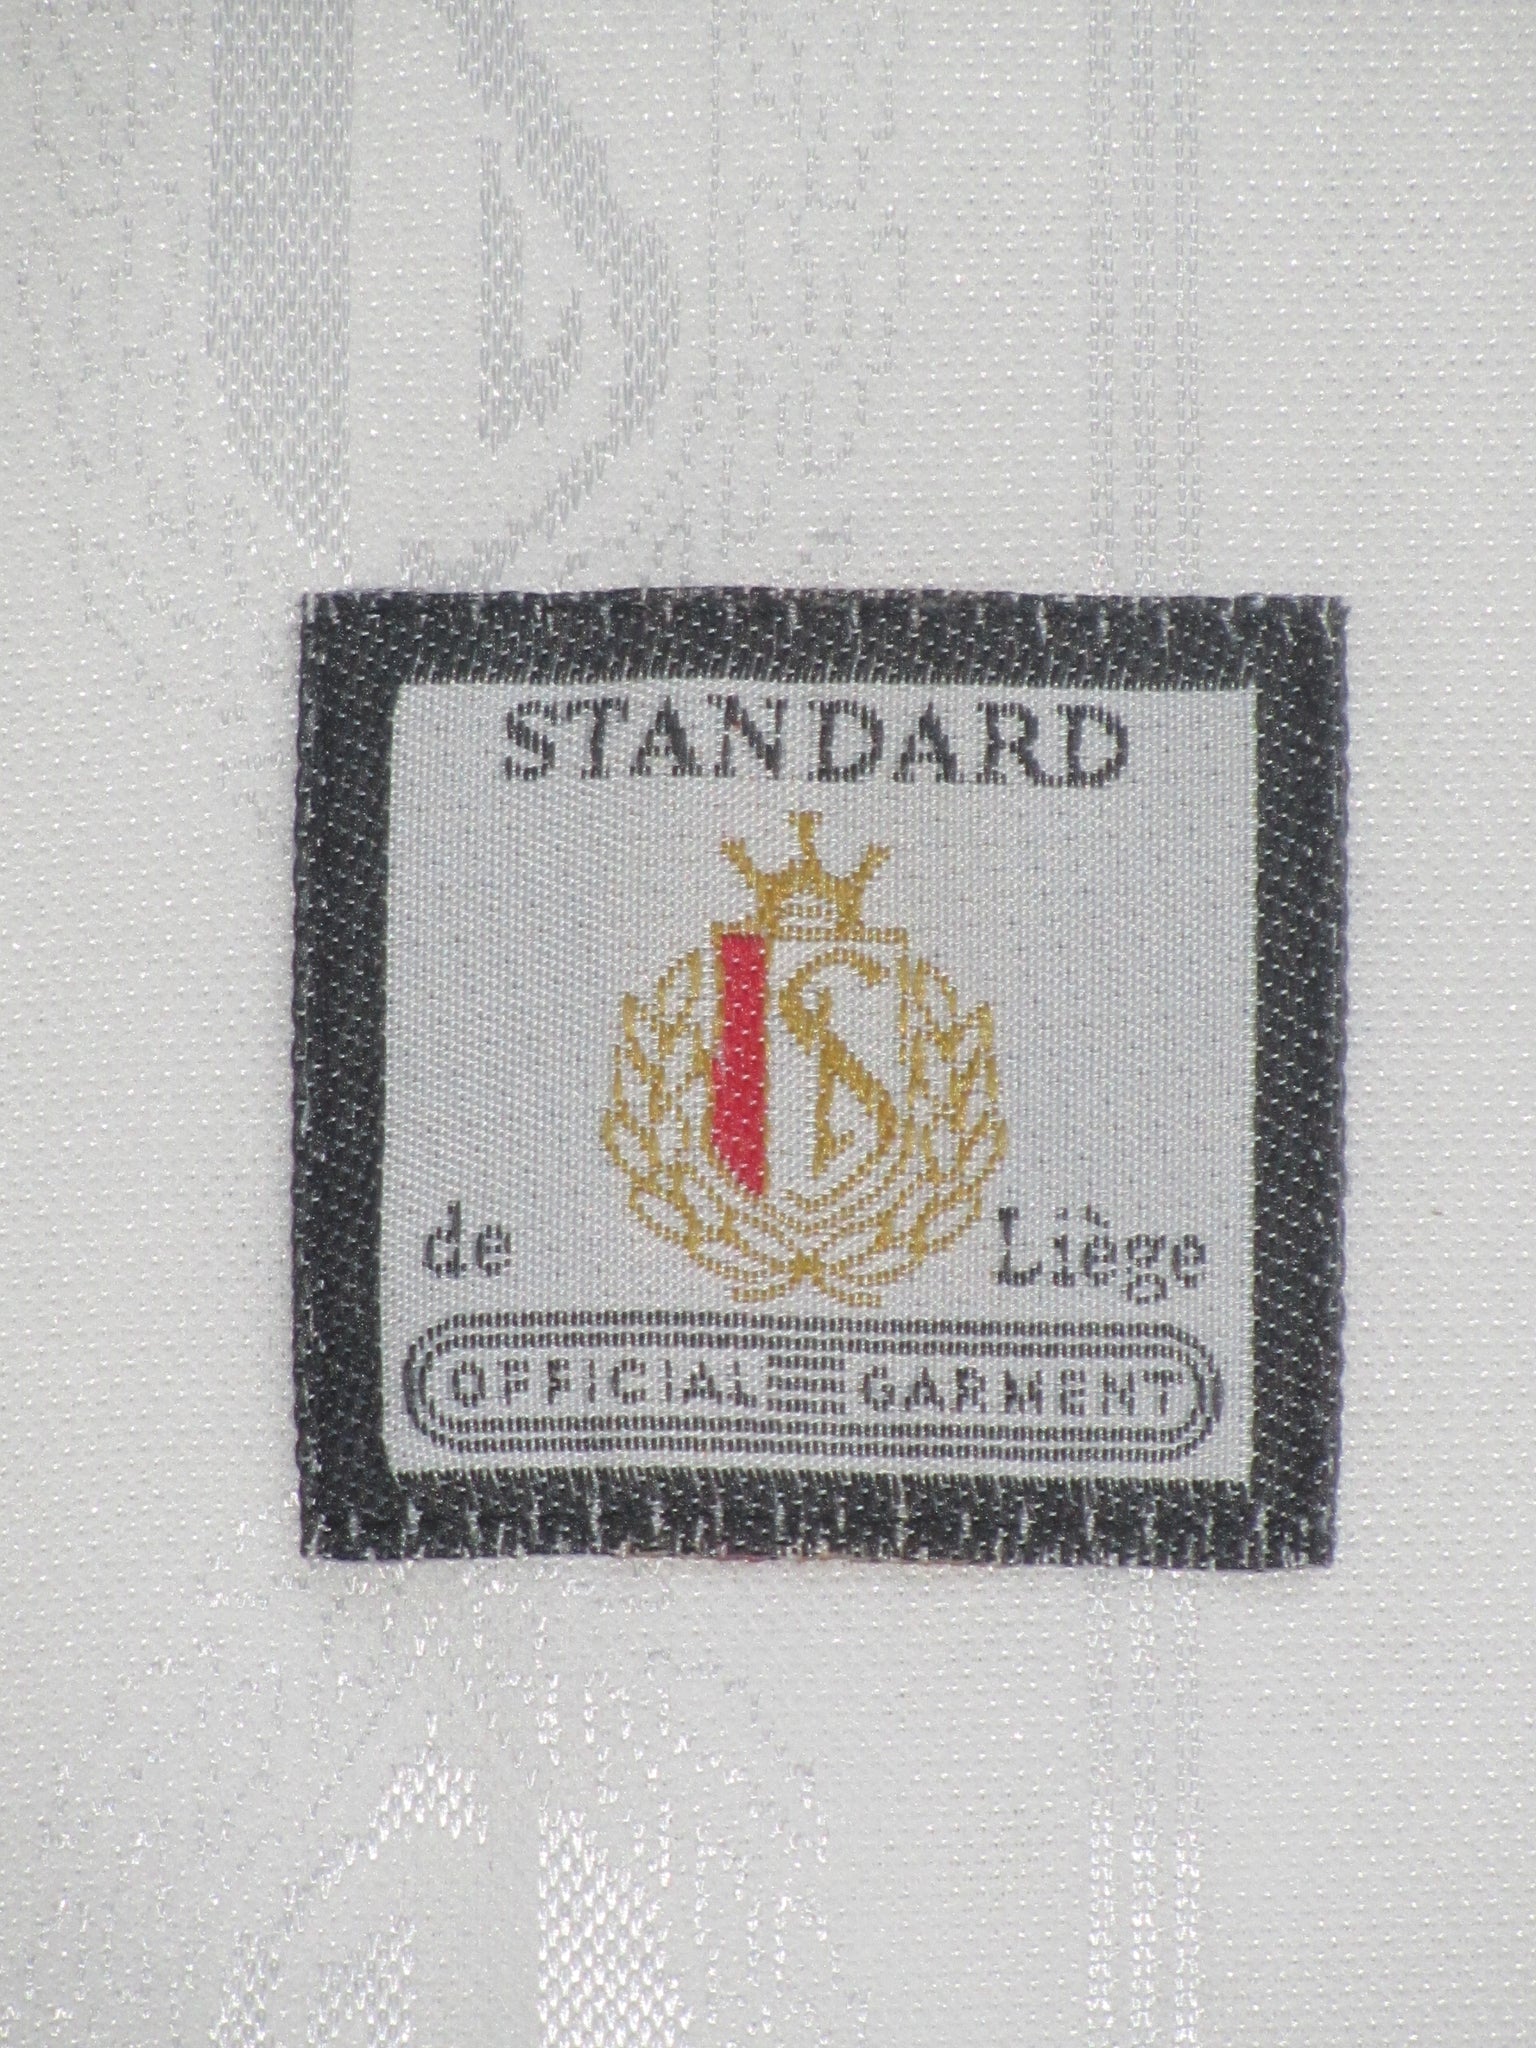 STANDARD
S
de Liège
OFFICIAL GARMENT